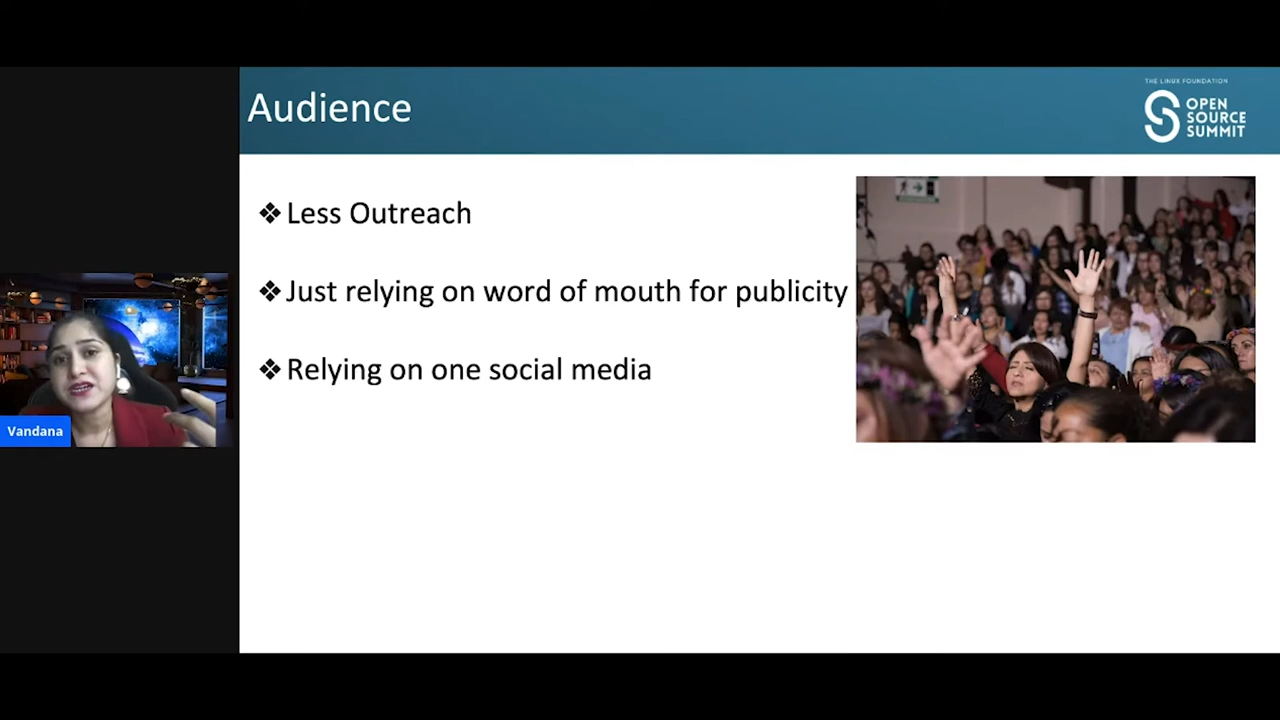 Audience
THE LINUX FOUNDATION
OPEN
SOURCE
SUMMIT
❖ Less Outreach
❖ Just relying on word of mouth for publicity
❖ Relying on one social media
Vandana